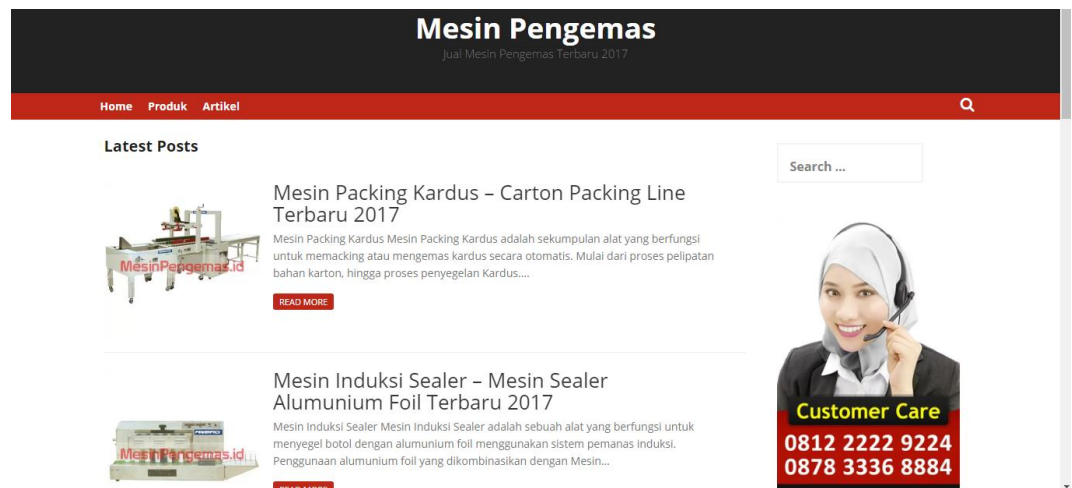 Mesin Pengemas
Jual Mesin Pengemas Terbaru 2017
Home Produk Artikel
Latest Posts
Search ...
Mesin Packing Kardus – Carton Packing Line
Terbaru 2017
Mesin Packing Kardus Mesin Packing Kardus adalah sekumpulan alat yang berfungsi
untuk memacking atau mengemas kardus secara otomatis. Mulai dari proses pelipatan
bahan karton, hingga proses penyegelan Kardus....
MesinPengemas.id
READ MORE
Mesin Induksi Sealer – Mesin Sealer
Alumunium Foil Terbaru 2017
Mesin Induksi Sealer Mesin Induksi Sealer adalah sebuah alat yang berfungsi untuk
menyegel botol dengan alumunium foil menggunakan sistem pemanas induksi.
Penggunaan alumunium foil yang dikombinasikan dengan Mesin...
MesinPengemas.id
READ MORE
Customer Care
0812 2222 9224
0878 3336 8884